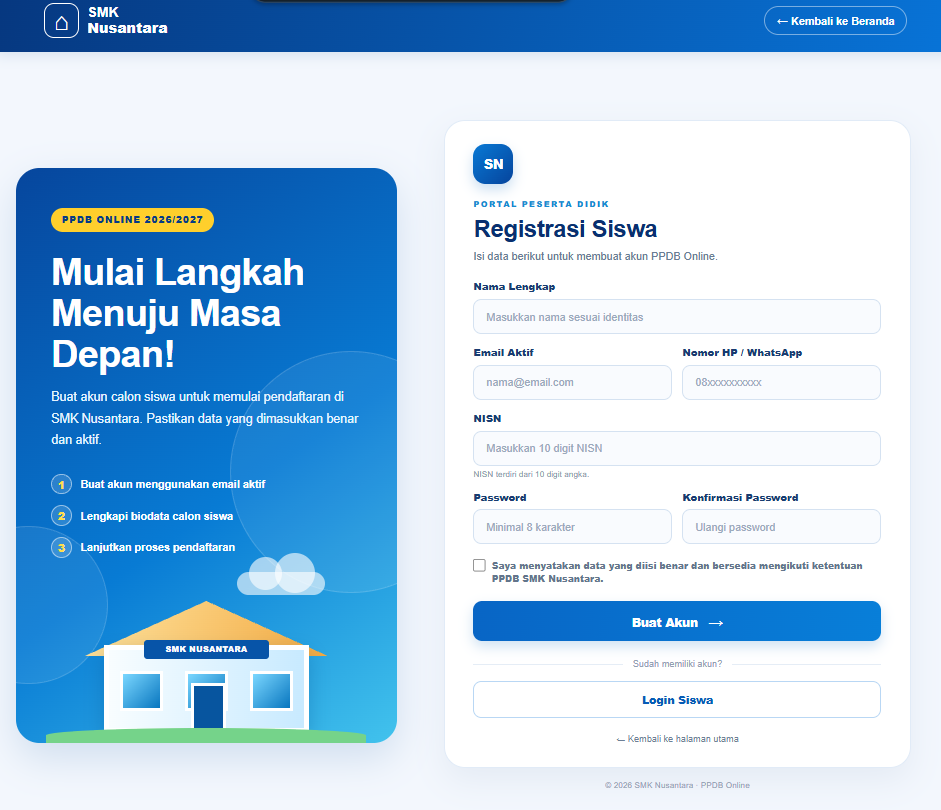 SMK
Nusantara
← Kembali ke Beranda
PPDB ONLINE 2026/2027
Mulai Langkah
Menuju Masa
Depan!
Buat akun calon siswa untuk memulai pendaftaran di
SMK Nusantara. Pastikan data yang dimasukkan benar
dan aktif.
1 Buat akun menggunakan email aktif
2 Lengkapi biodata calon siswa
3 Lanjutkan proses pendaftaran
SMK NUSANTARA
SN
PORTAL PESERTA DIDIK
Registrasi Siswa
Isi data berikut untuk membuat akun PPDB Online.
Nama Lengkap
Masukkan nama sesuai identitas
Email Aktif Nomor HP / WhatsApp
nama@email.com 08xxxxxxxxxx
NISN
Masukkan 10 digit NISN
NISN terdiri dari 10 digit angka.
Password Konfirmasi Password
Minimal 8 karakter Ulangi password
Saya menyatakan data yang diisi benar dan bersedia mengikuti ketentuan
PPDB SMK Nusantara.
Buat Akun →
Sudah memiliki akun?
Login Siswa
← Kembali ke halaman utama
© 2026 SMK Nusantara · PPDB Online